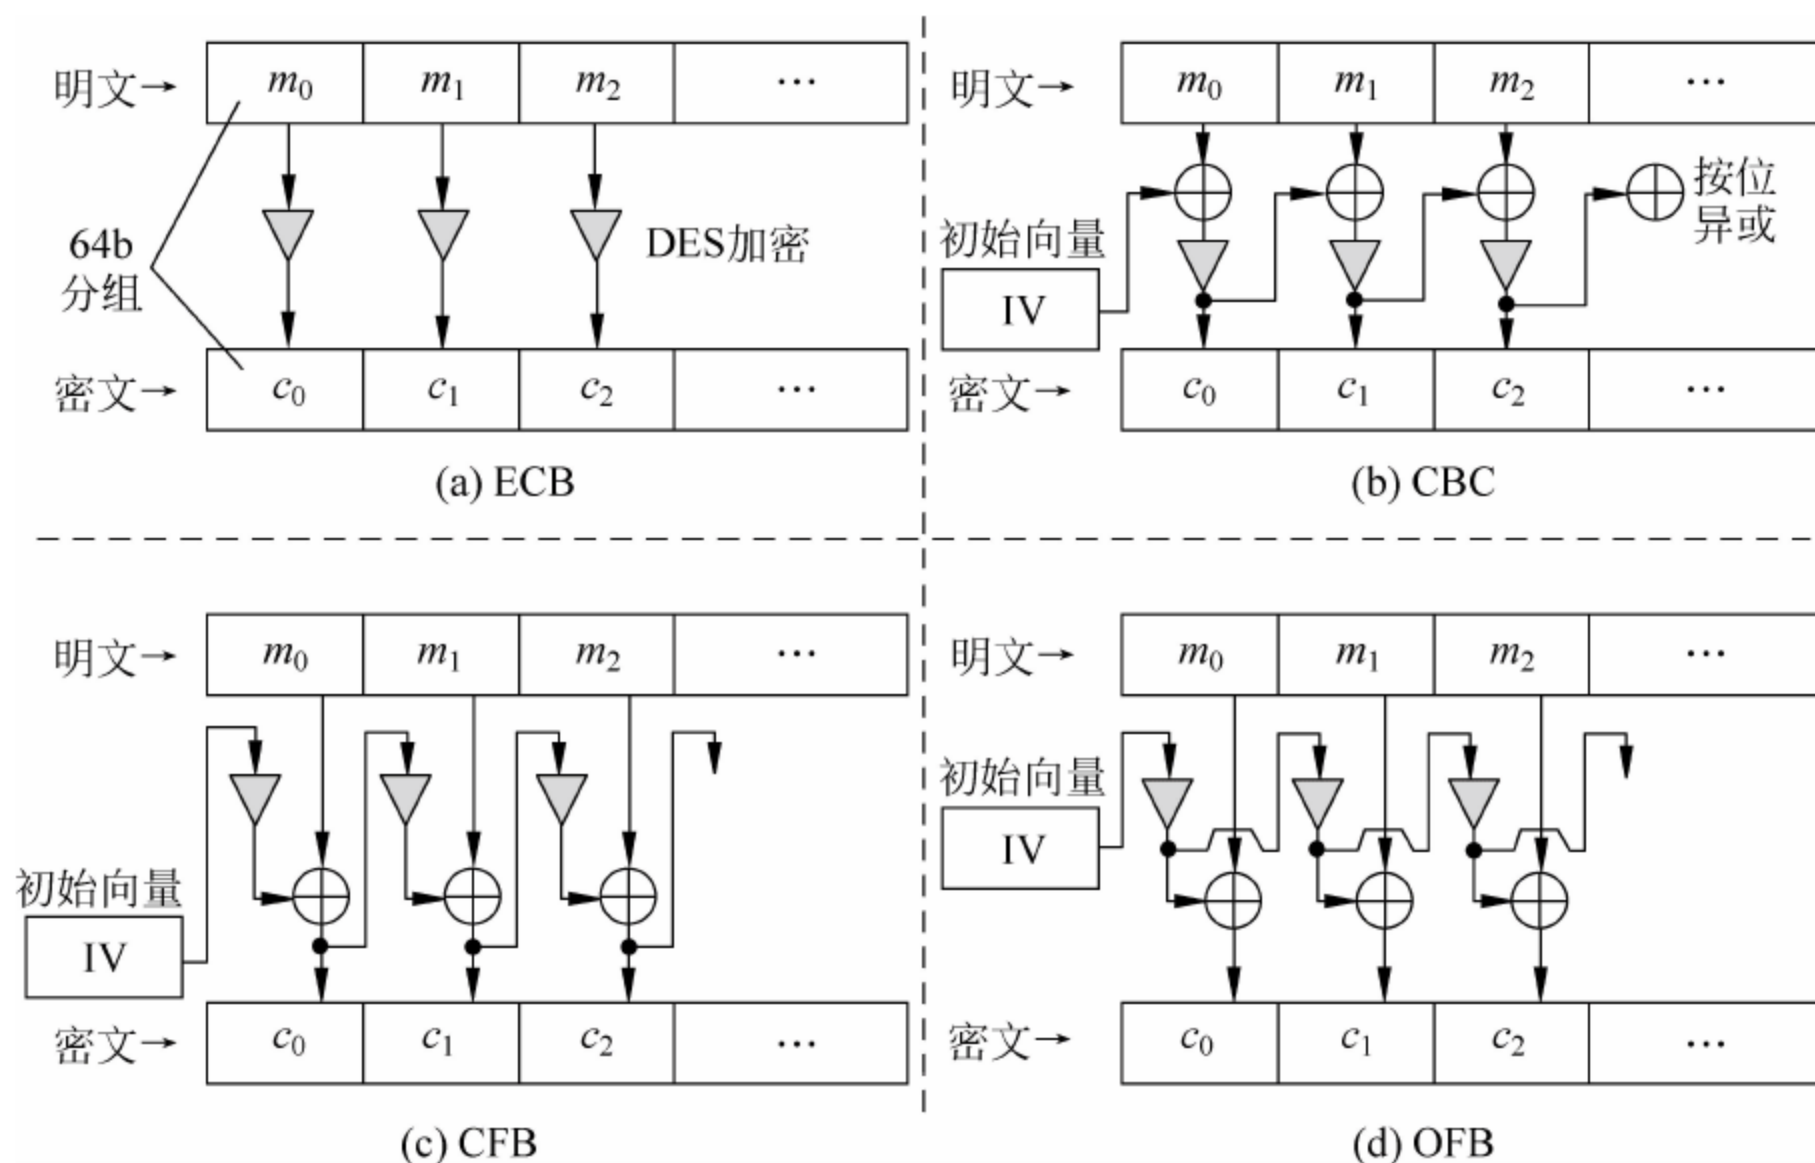 明文→ m₀ m₁ m₂ …
64b
分组
DES加密
密文→ c₀ c₁ c₂ …
(a) ECB
明文→ m₀ m₁ m₂ …
按位
异或
初始向量
IV
密文→ c₀ c₁ c₂ …
(b) CBC
明文→ m₀ m₁ m₂ …
初始向量
IV
密文→ c₀ c₁ c₂ …
(c) CFB
明文→ m₀ m₁ m₂ …
初始向量
IV
密文→ c₀ c₁ c₂ …
(d) OFB